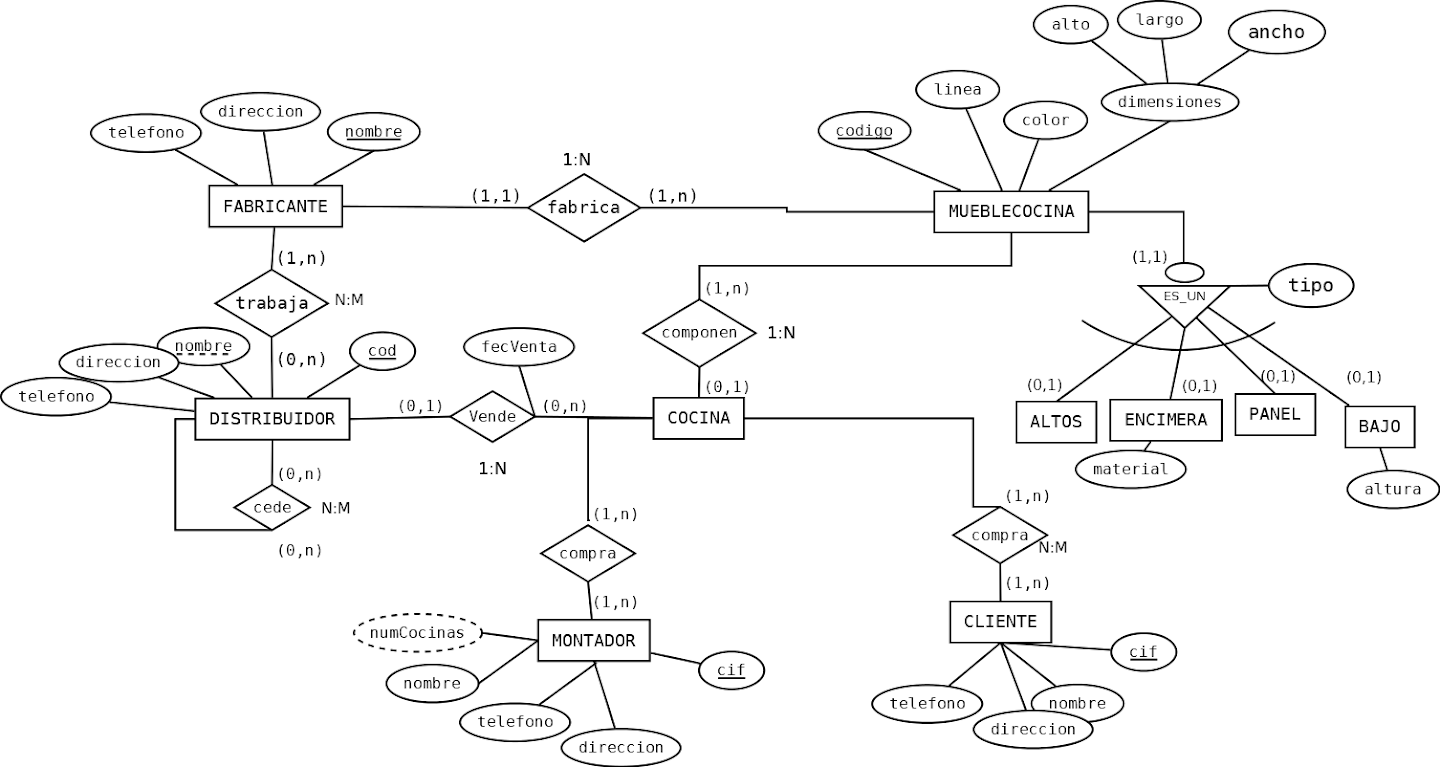 alto
largo
ancho
linea
dimensiones
direccion
color
telefono
nombre
codigo
1:N
(1,1)
(1,n)
FABRICANTE
fabrica
MUEBLECOCINA
(1,n)
(1,1)
ES_UN
tipo
trabaja
N:M
(1,n)
componen
1:N
nombre
direccion
(0,n)
cod
fecVenta
telefono
(0,1)
(0,1)
(0,1)
(0,1)
(0,1)
DISTRIBUIDOR
(0,1)
Vende
(0,n)
COCINA
ALTOS
ENCIMERA
PANEL
BAJO
1:N
(0,n)
material
altura
cede
N:M
(1,n)
(1,n)
(0,n)
compra
compra
N:M
(1,n)
(1,n)
numCocinas
MONTADOR
CLIENTE
nombre
cif
cif
telefono
direccion
telefono
nombre
direccion